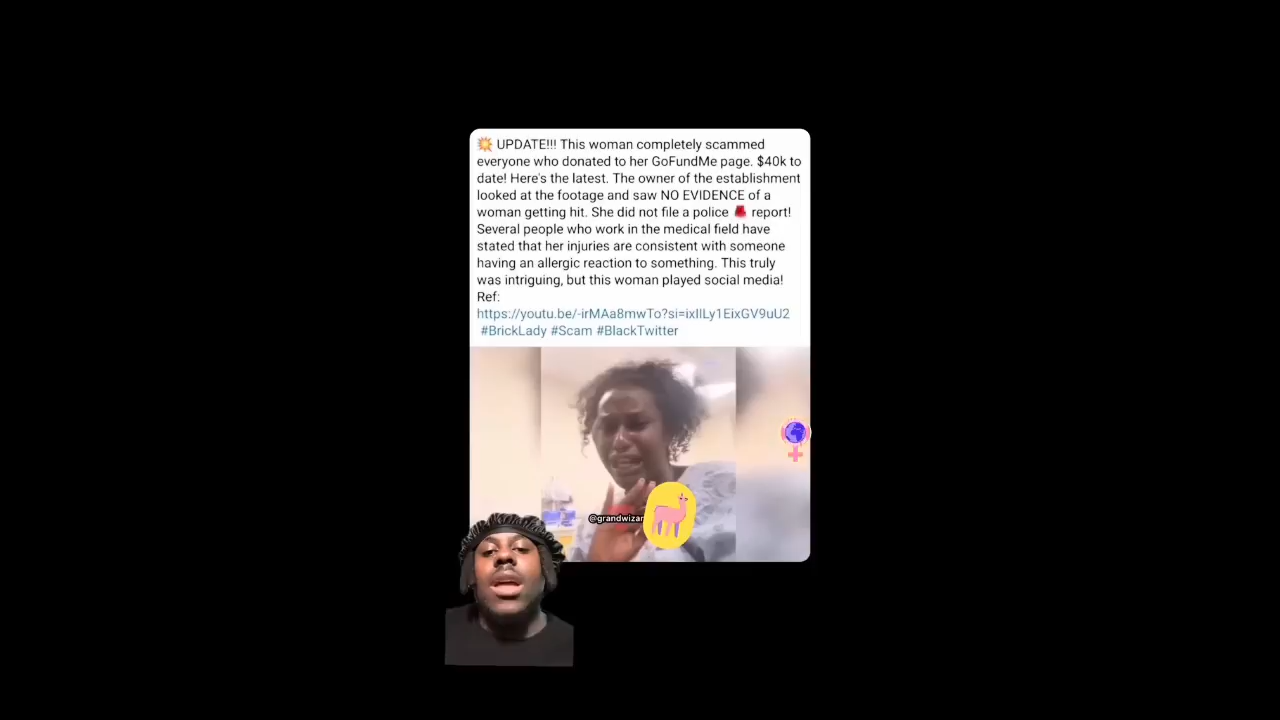 💥 UPDATE!!! This woman completely scammed
everyone who donated to her GoFundMe page. $40k to
date! Here's the latest. The owner of the establishment
looked at the footage and saw NO EVIDENCE of a
woman getting hit. She did not file a police report!
Several people who work in the medical field have
stated that her injuries are consistent with someone
having an allergic reaction to something. This truly
was intriguing, but this woman played social media!
Ref:
https://youtu.be/-irMAa8mwTo?si=ixIlLy1EixGV9uU2
#BrickLady #Scam #BlackTwitter
@grandwizar